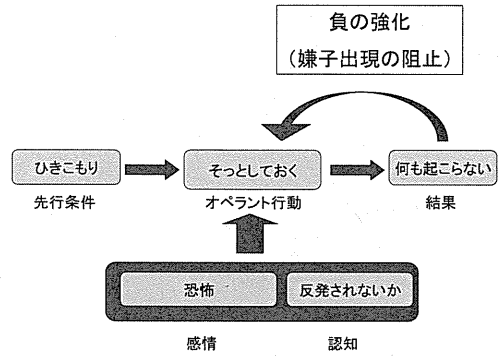 負の強化
(嫌子出現の阻止)
ひきこもり
そっとしておく
何も起こらない
先行条件
オペラント行動
結果
恐怖
反発されないか
感情
認知